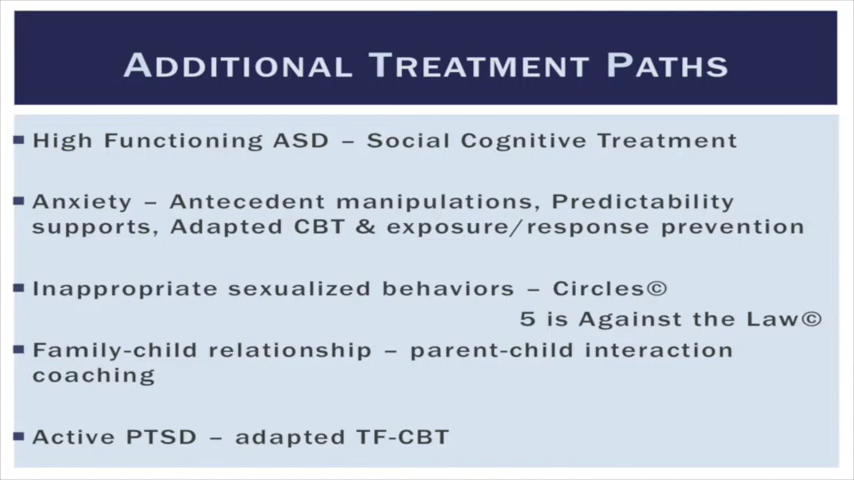 ADDITIONAL TREATMENT PATHS
▪ High Functioning ASD – Social Cognitive Treatment
▪ Anxiety – Antecedent manipulations, Predictability
supports, Adapted CBT & exposure/response prevention
▪ Inappropriate sexualized behaviors – Circles©
5 is Against the Law©
▪ Family-child relationship – parent-child interaction
coaching
▪ Active PTSD – adapted TF-CBT